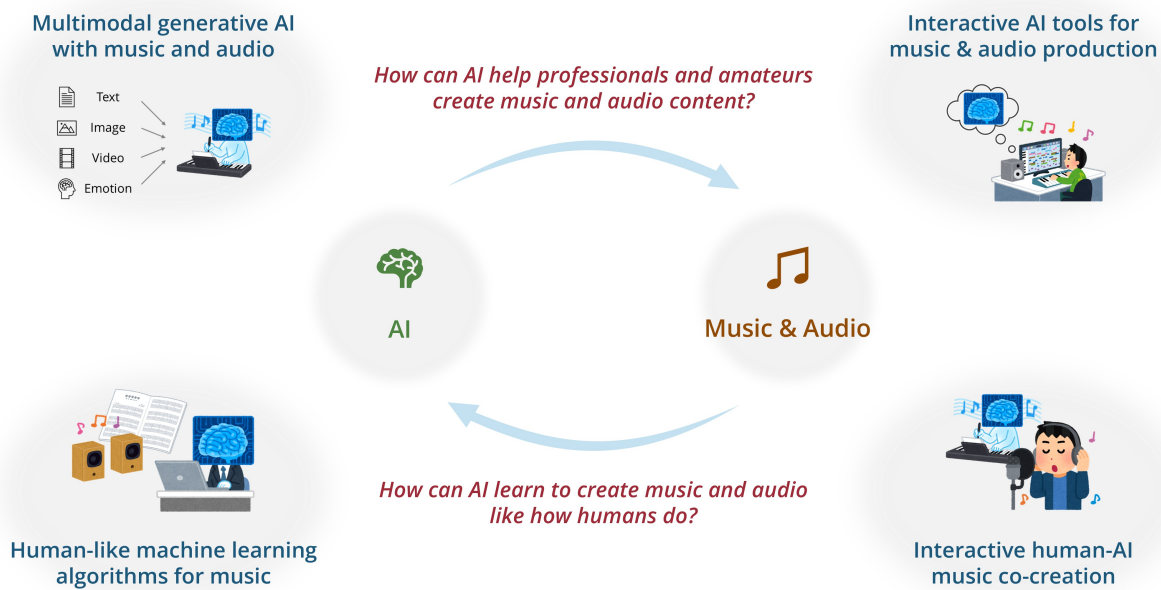 Multimodal generative AI
with music and audio
Text
Image
Video
Emotion
How can AI help professionals and amateurs
create music and audio content?
Interactive AI tools for
music & audio production
AI
Music & Audio
How can AI learn to create music and audio
like how humans do?
Human-like machine learning
algorithms for music
Interactive human-AI
music co-creation